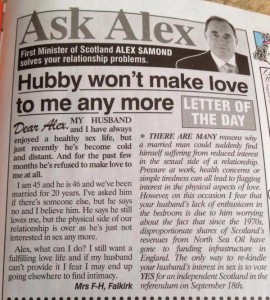 Ask Alex
First Minister of Scotland ALEX SAMOND
solves your relationship problems.
Hubby won't make love
to me any more
LETTER OF
THE DAY
Dear Alex, MY HUSBAND
and I have always
enjoyed a healthy sex life, but
just recently he's become cold
and distant. And for the past few
months he's refused to make love to
me at all.
I am 45 and he is 46 and we've been
married for 20 years. I've asked him
if there's someone else, but he says
no and I believe him. He says he still
loves me, but the physical side of our
relationship is over as he's just not
interested in sex any more.
Alex, what can I do? I still want a
fulfilling love life and if my husband
can't provide it I fear I may end up
going elsewhere to find intimacy.
Mrs F-H, Falkirk
* THERE ARE MANY reasons why
a married man could suddenly find
himself suffering from reduced interest
in the sexual side of a relationship.
Pressure at work, health concerns or
simple tiredness can all lead to flagging
interest in the physical aspects of love.
However, on this occasion I fear that
your husband's lack of enthusiasm in
the bedroom is due to him worrying
about the fact that since the 1970s,
disproportionate shares of Scotland's
revenues from North Sea Oil have
gone to funding infrastructure in
England. The only way to re-kindle
your husband's interest in sex is to vote
YES for an independent Scotland in the
referendum on September 18th.